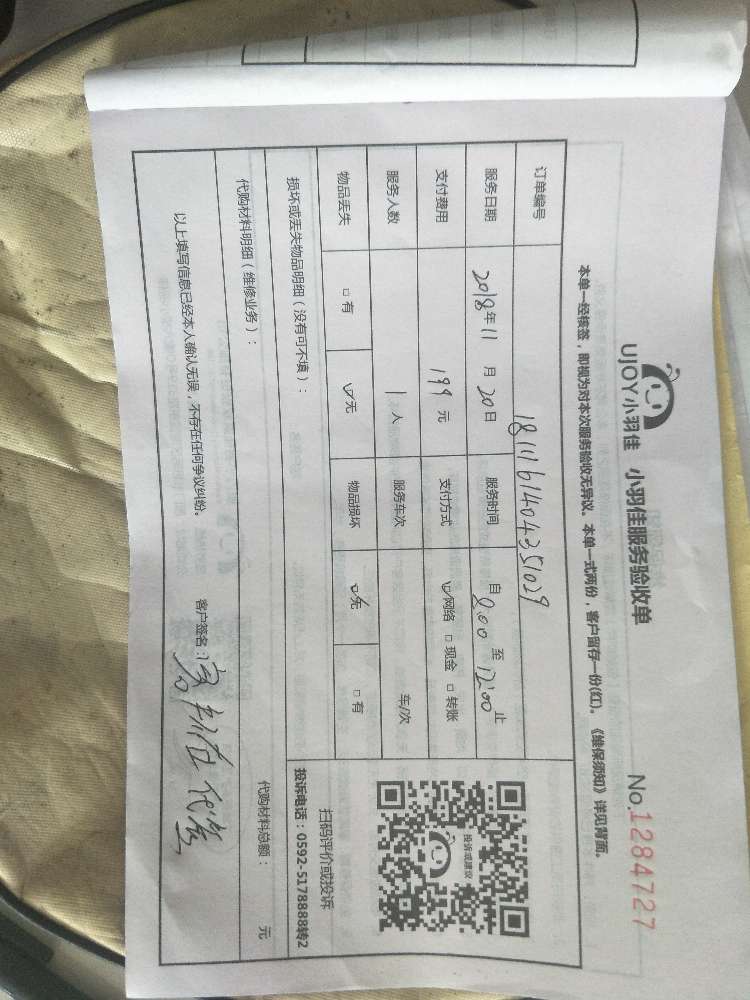 UJOY小羽佳 小羽佳服务验收单 No.1284727
本单一经核签，即视为对本次服务验收无异议。本单一式两份，客户留存一份(红)。《维保须知》详见背面。
订单编号 1811161404351029
服务日期 2018年11月20日 服务时间 自8:00至12:00止
支付费用 199元 支付方式 ☑网络 □现金 □转账
服务人数 1人 服务车次 车/次
物品丢失 □有 ☑无 物品损坏 ☑无 □有
投诉或建议
扫码评价或投诉
投诉电话：0592-5178888转2
损坏或丢失物品明细（没有可不填）：
代购材料明细（维修业务）： 代购材料总额： 元
以上填写信息已经本人确认无误，不存在任何争议纠纷。 客户签名：